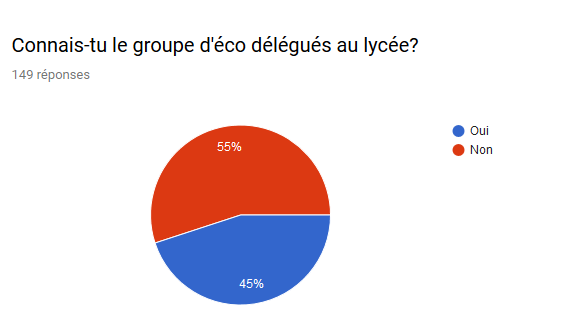 Connais-tu le groupe d'éco délégués au lycée?
149 réponses
Oui
Non
55%
45%